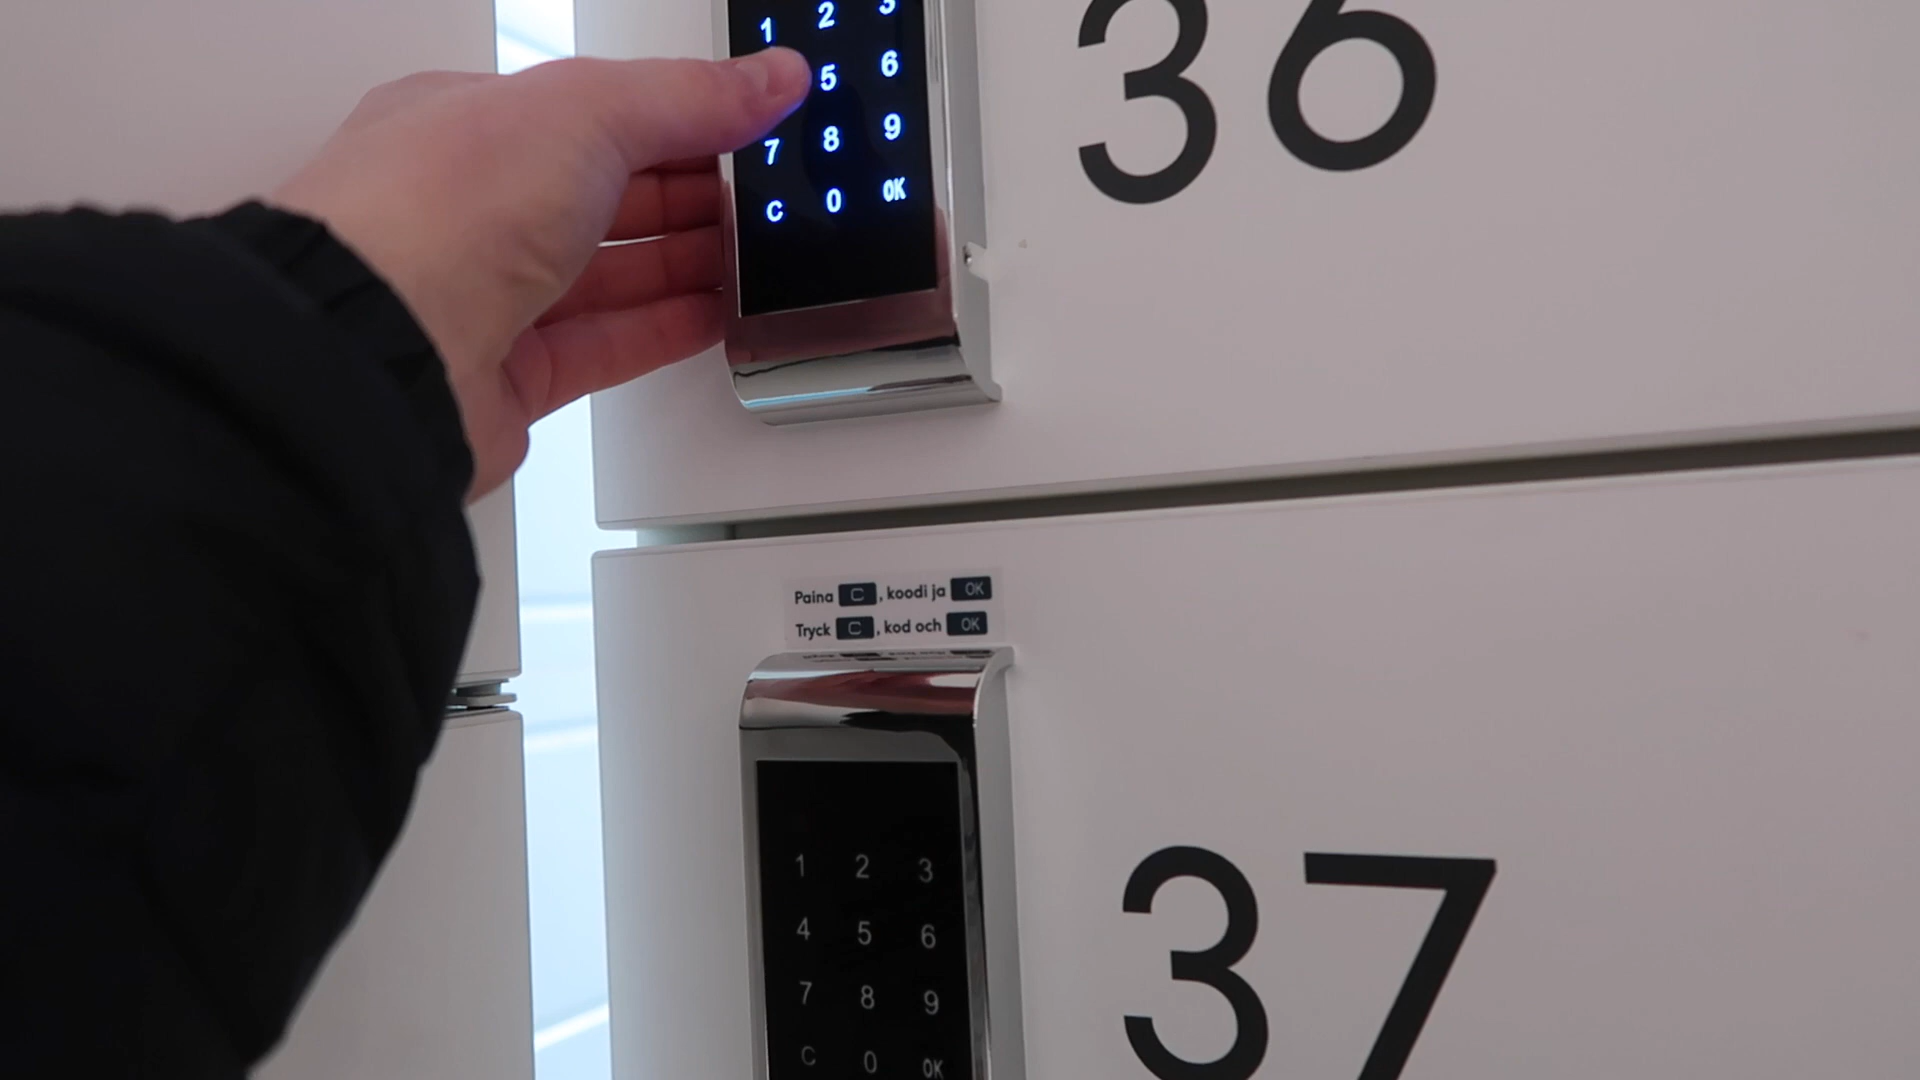 1 2 3
5 6
7 8 9
C 0 OK
36
Paina C, koodi ja OK
Tryck C, kod och OK
1 2 3
4 5 6
7 8 9
C 0 OK
37